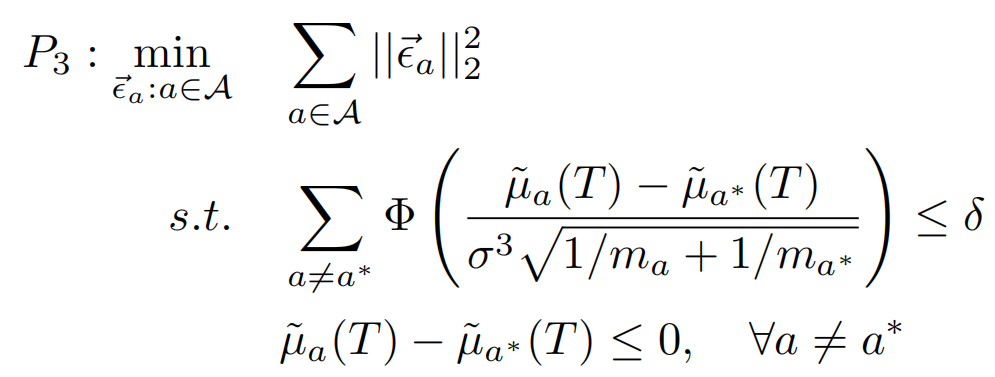 $P_3 : \min_{\vec{\epsilon}_a : a \in \mathcal{A}} \quad \sum_{a \in \mathcal{A}} ||\vec{\epsilon}_a||_2^2$
$s.t. \quad \sum_{a \neq a^*} \Phi \left( \frac{\tilde{\mu}_a(T) - \tilde{\mu}_{a^*}(T)}{\sigma^3 \sqrt{1/m_a + 1/m_{a^*}}} \right) \leq \delta$
$\tilde{\mu}_a(T) - \tilde{\mu}_{a^*}(T) \leq 0, \quad \forall a \neq a^*$